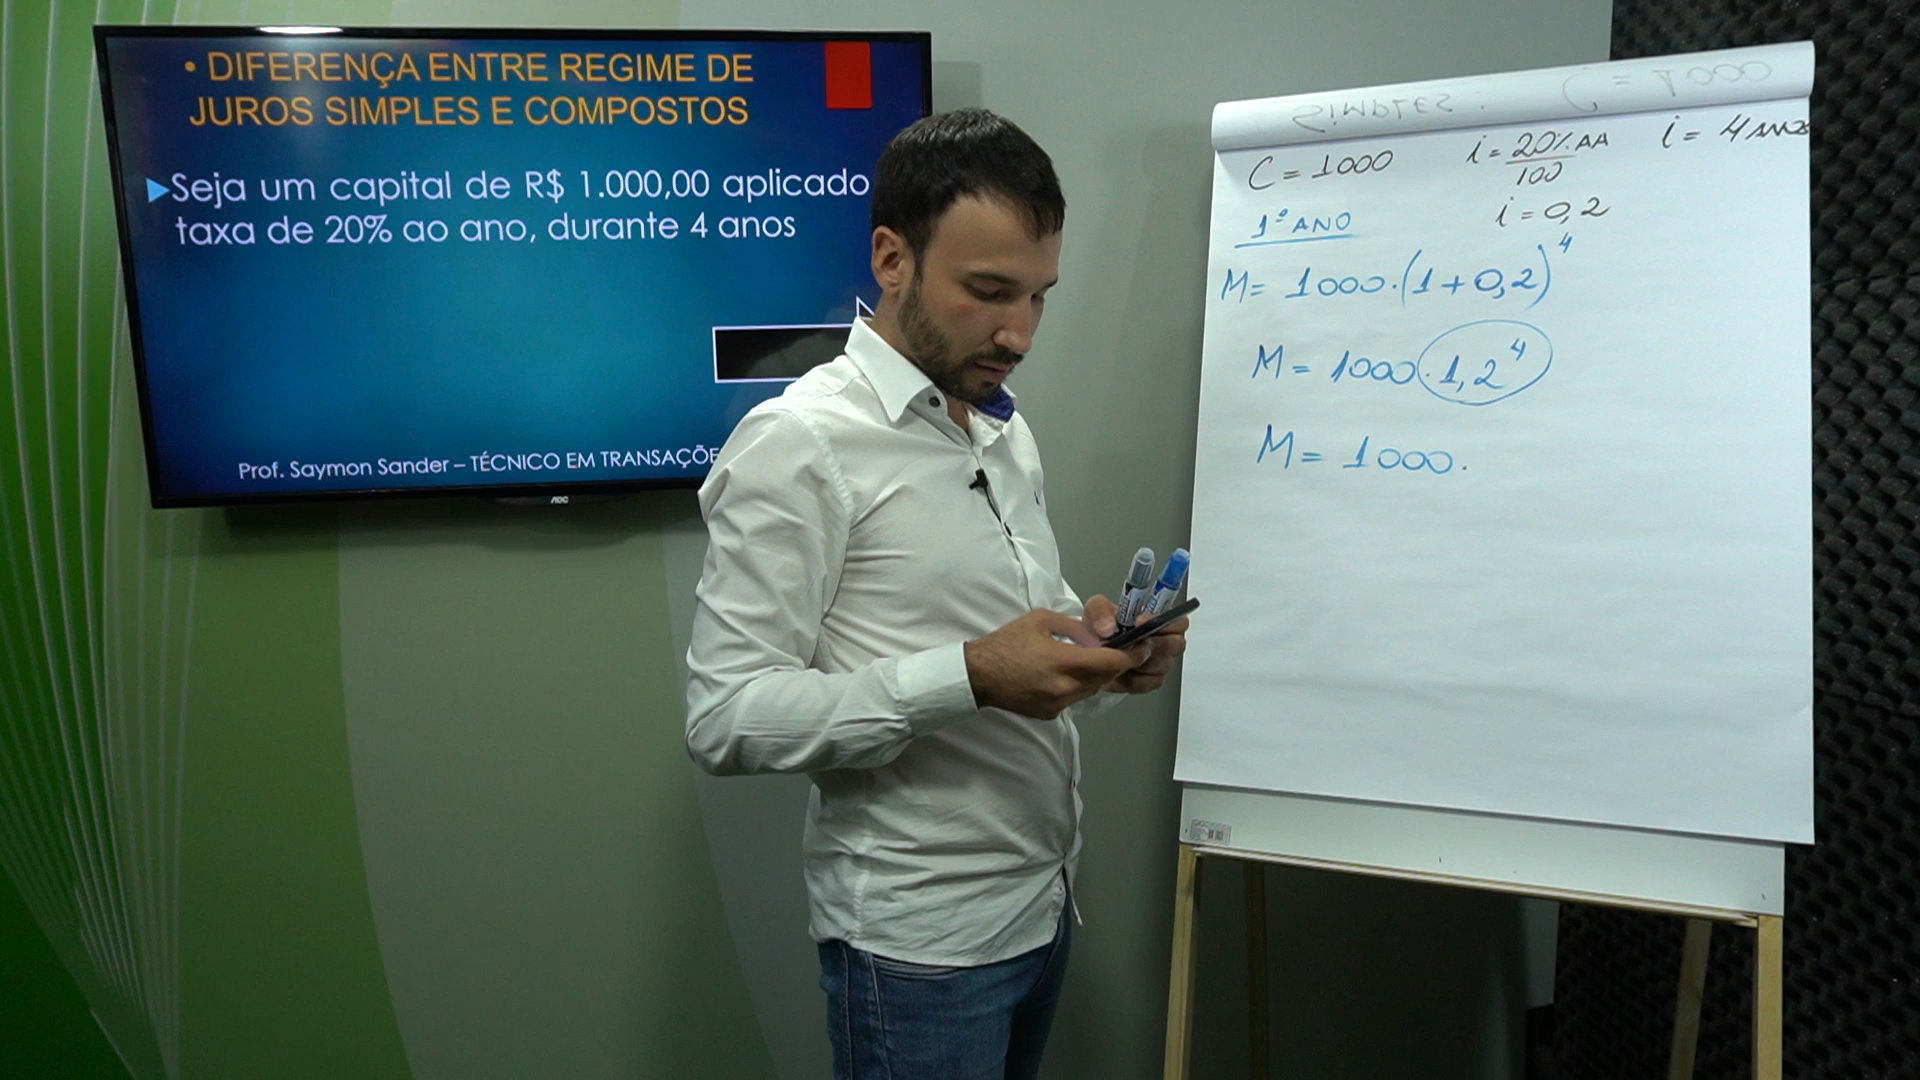 • DIFERENÇA ENTRE REGIME DE
JUROS SIMPLES E COMPOSTOS
Seja um capital de R$ 1.000,00 aplicado
taxa de 20% ao ano, durante 4 anos
Prof. Saymon Sander – TÉCNICO EM TRANSAÇÕE
AOC
C = 1000
C = 1000 i = 20% AA i = 4 ANOS
100
i = 0,2
1º ANO
M = 1000.(1+0,2)⁴
M = 1000.1,2⁴
M = 1000.